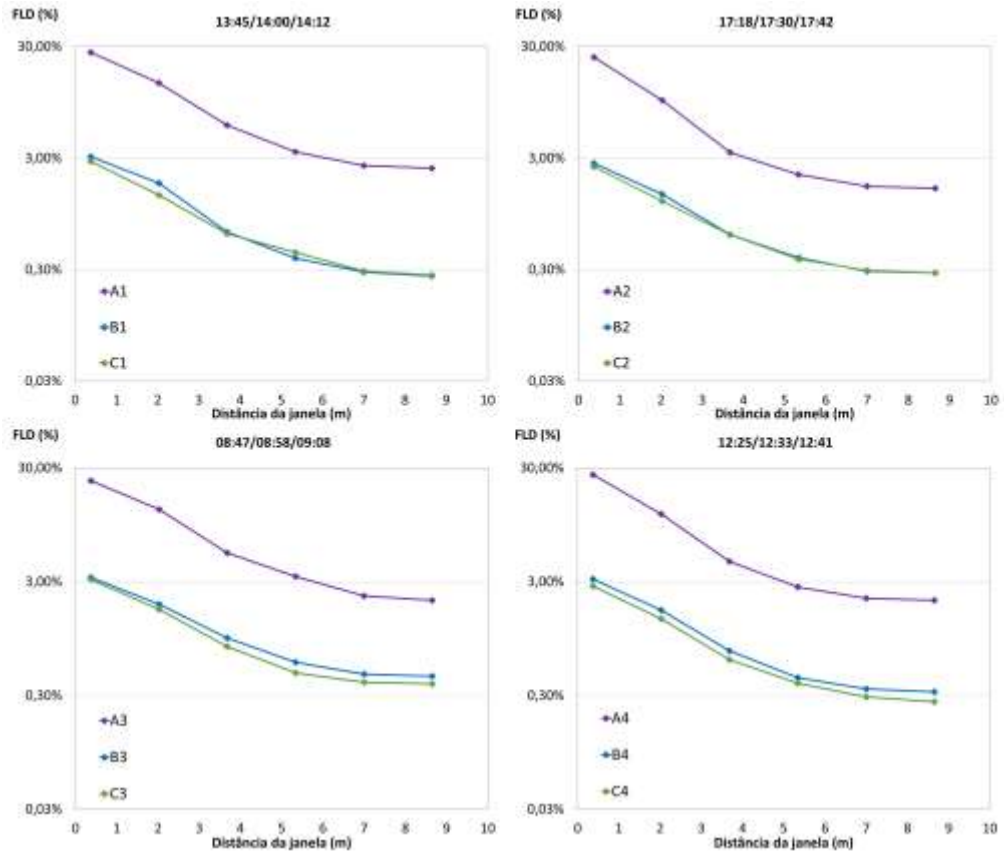 FLD (%)
13:45/14:00/14:12
30,00%
3,00%
0,30%
0,03%
A1
B1
C1
0 1 2 3 4 5 6 7 8 9 10
Distância da janela (m)
FLD (%)
17:18/17:30/17:42
30,00%
3,00%
0,30%
0,03%
A2
B2
C2
0 1 2 3 4 5 6 7 8 9 10
Distância da janela (m)
FLD (%)
08:47/08:58/09:08
30,00%
3,00%
0,30%
0,03%
A3
B3
C3
0 1 2 3 4 5 6 7 8 9 10
Distância da janela (m)
FLD (%)
12:25/12:33/12:41
30,00%
3,00%
0,30%
0,03%
A4
B4
C4
0 1 2 3 4 5 6 7 8 9 10
Distância da janela (m)